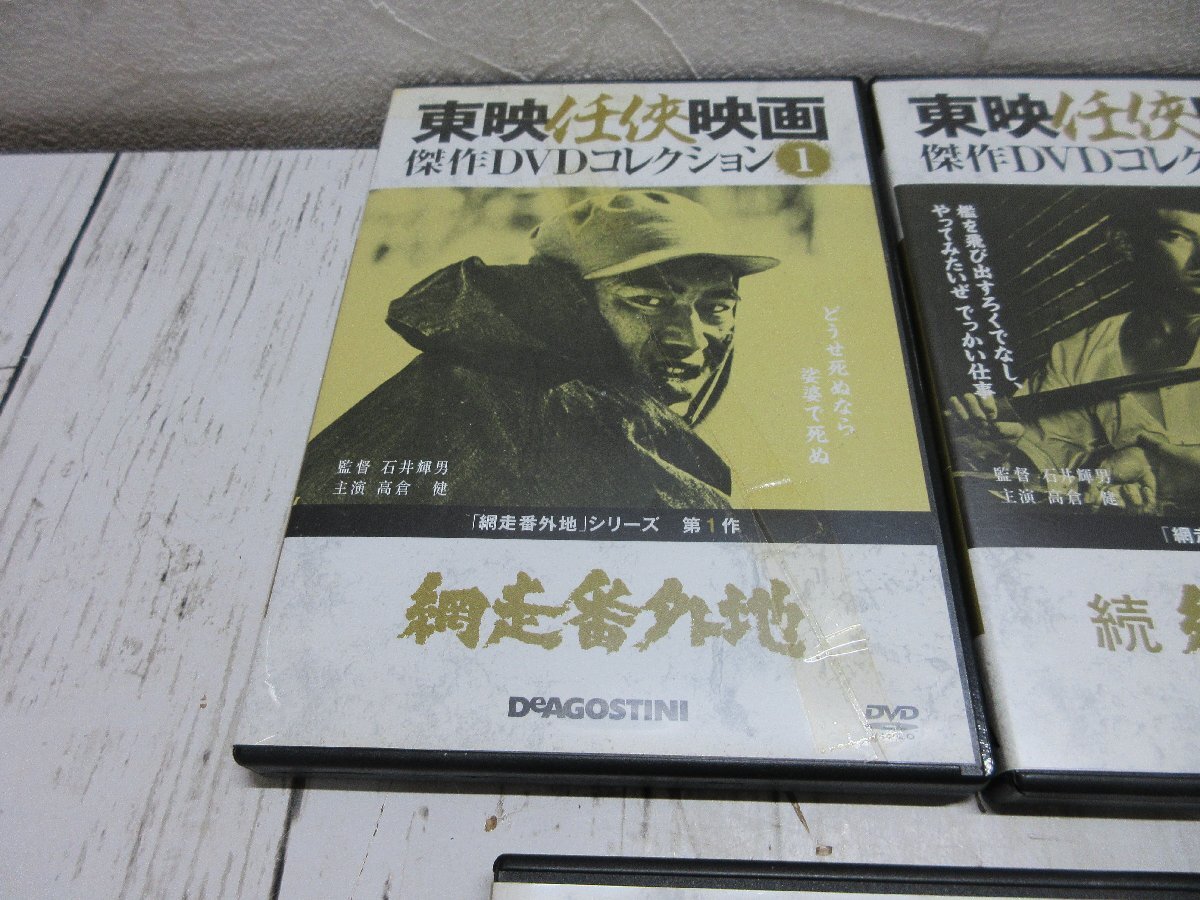 東映任侠映画
傑作DVDコレクション1
どうせ死ぬなら、
娑婆で死ぬ
監督 石井輝男
主演 高倉 健
「網走番外地」シリーズ 第1作
網走番外地
DeAGOSTINI
DVD
東映任侠
傑作DVDコレ
檻を飛び出すろくでなし、
やってみたいぜ でっかい仕事
監督 石井輝男
主演 高倉 健
「網走
続